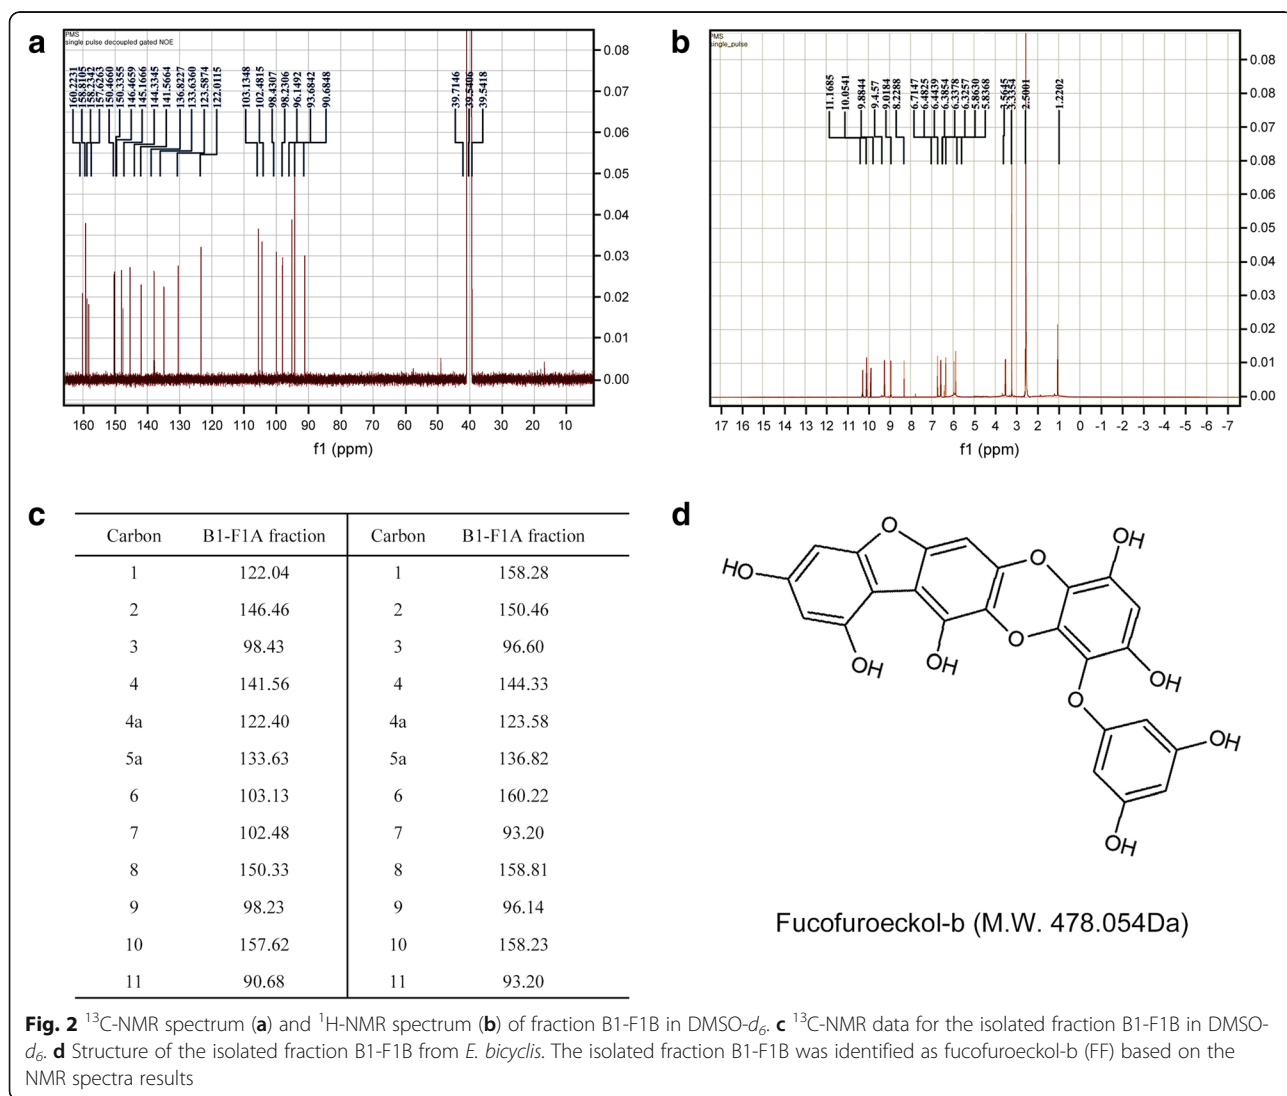 a
PMS
single pulse decoupled gated NOE
160.2231
158.8105
158.2342
157.6263
150.4660
150.3355
146.4659
145.1666
144.3345
141.5664
136.8227
133.6360
123.5874
122.0115
103.1348
102.4815
98.4307
98.2306
96.1492
93.6842
90.6848
39.7146
39.5406
39.5418
0.08
0.07
0.06
0.05
0.04
0.03
0.02
0.01
0.00
160 150 140 130 120 110 100 90 80 70 60 50 40 30 20 10
f1 (ppm)
b
PMS
single_pulse
11.1685
10.0541
9.8844
9.4.57
9.0184
8.2288
6.7147
6.4825
6.4439
6.3854
6.3378
6.3257
5.8630
5.8368
3.5645
3.3354
2.5001
1.2202
0.08
0.08
0.07
0.08
0.06
0.05
0.04
0.03
0.02
0.01
0.00
17 16 15 14 13 12 11 10 9 8 7 6 5 4 3 2 1 0 -1 -2 -3 -4 -5 -6 -7
f1 (ppm)
c
Carbon B1-F1A fraction Carbon B1-F1A fraction
1 122.04 1 158.28
2 146.46 2 150.46
3 98.43 3 96.60
4 141.56 4 144.33
4a 122.40 4a 123.58
5a 133.63 5a 136.82
6 103.13 6 160.22
7 102.48 7 93.20
8 150.33 8 158.81
9 98.23 9 96.14
10 157.62 10 158.23
11 90.68 11 93.20
d
O
OH
HO
O
O
OH
OH
OH
O
OH
OH
Fucofuroeckol-b (M.W. 478.054Da)
Fig. 2 ¹³C-NMR spectrum (a) and ¹H-NMR spectrum (b) of fraction B1-F1B in DMSO-d₆. c ¹³C-NMR data for the isolated fraction B1-F1B in DMSO-
d₆. d Structure of the isolated fraction B1-F1B from E. bicyclis. The isolated fraction B1-F1B was identified as fucofuroeckol-b (FF) based on the
NMR spectra results